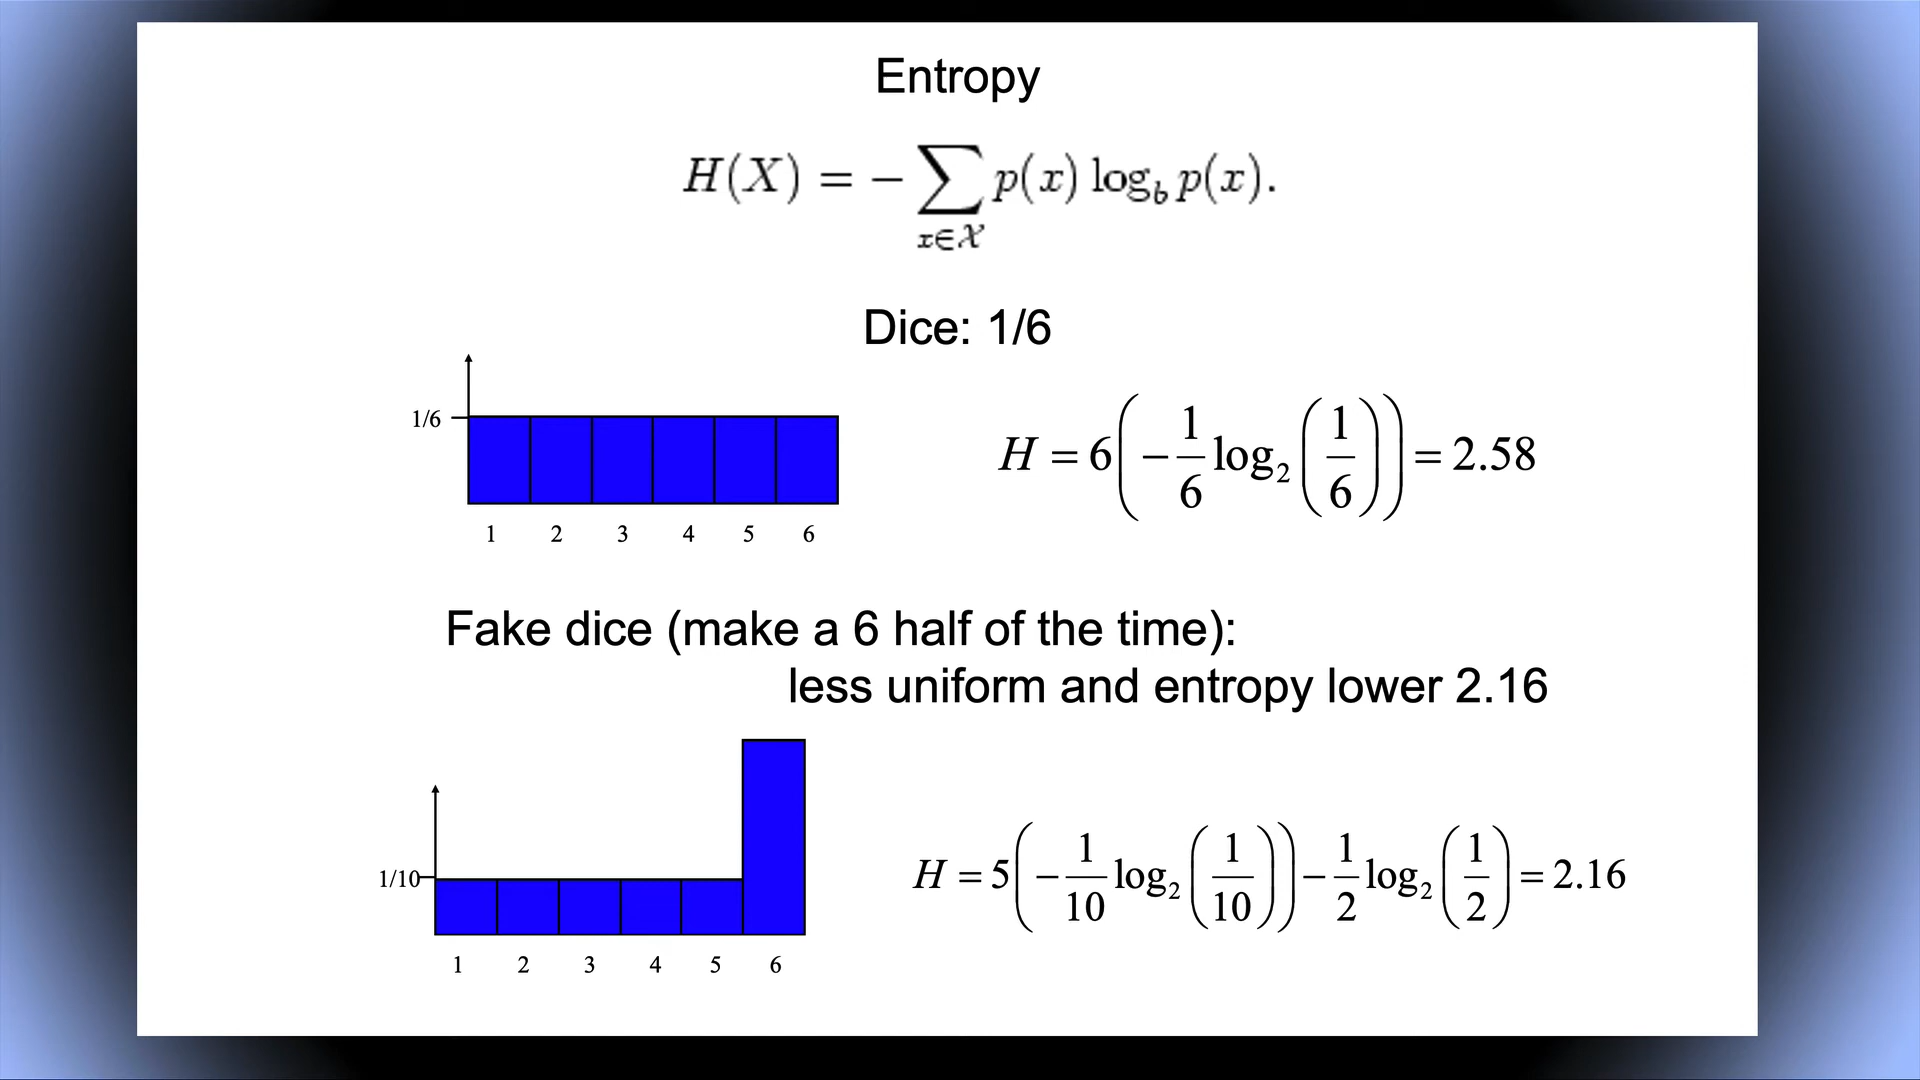 Entropy
H(X) = − ∑ p(x) log_b p(x).
x∈𝒳
Dice: 1/6
1/6
H = 6(−1/6 log₂(1/6)) = 2.58
1 2 3 4 5 6
Fake dice (make a 6 half of the time):
less uniform and entropy lower 2.16
1/10
H = 5(−1/10 log₂(1/10)) − 1/2 log₂(1/2) = 2.16
1 2 3 4 5 6